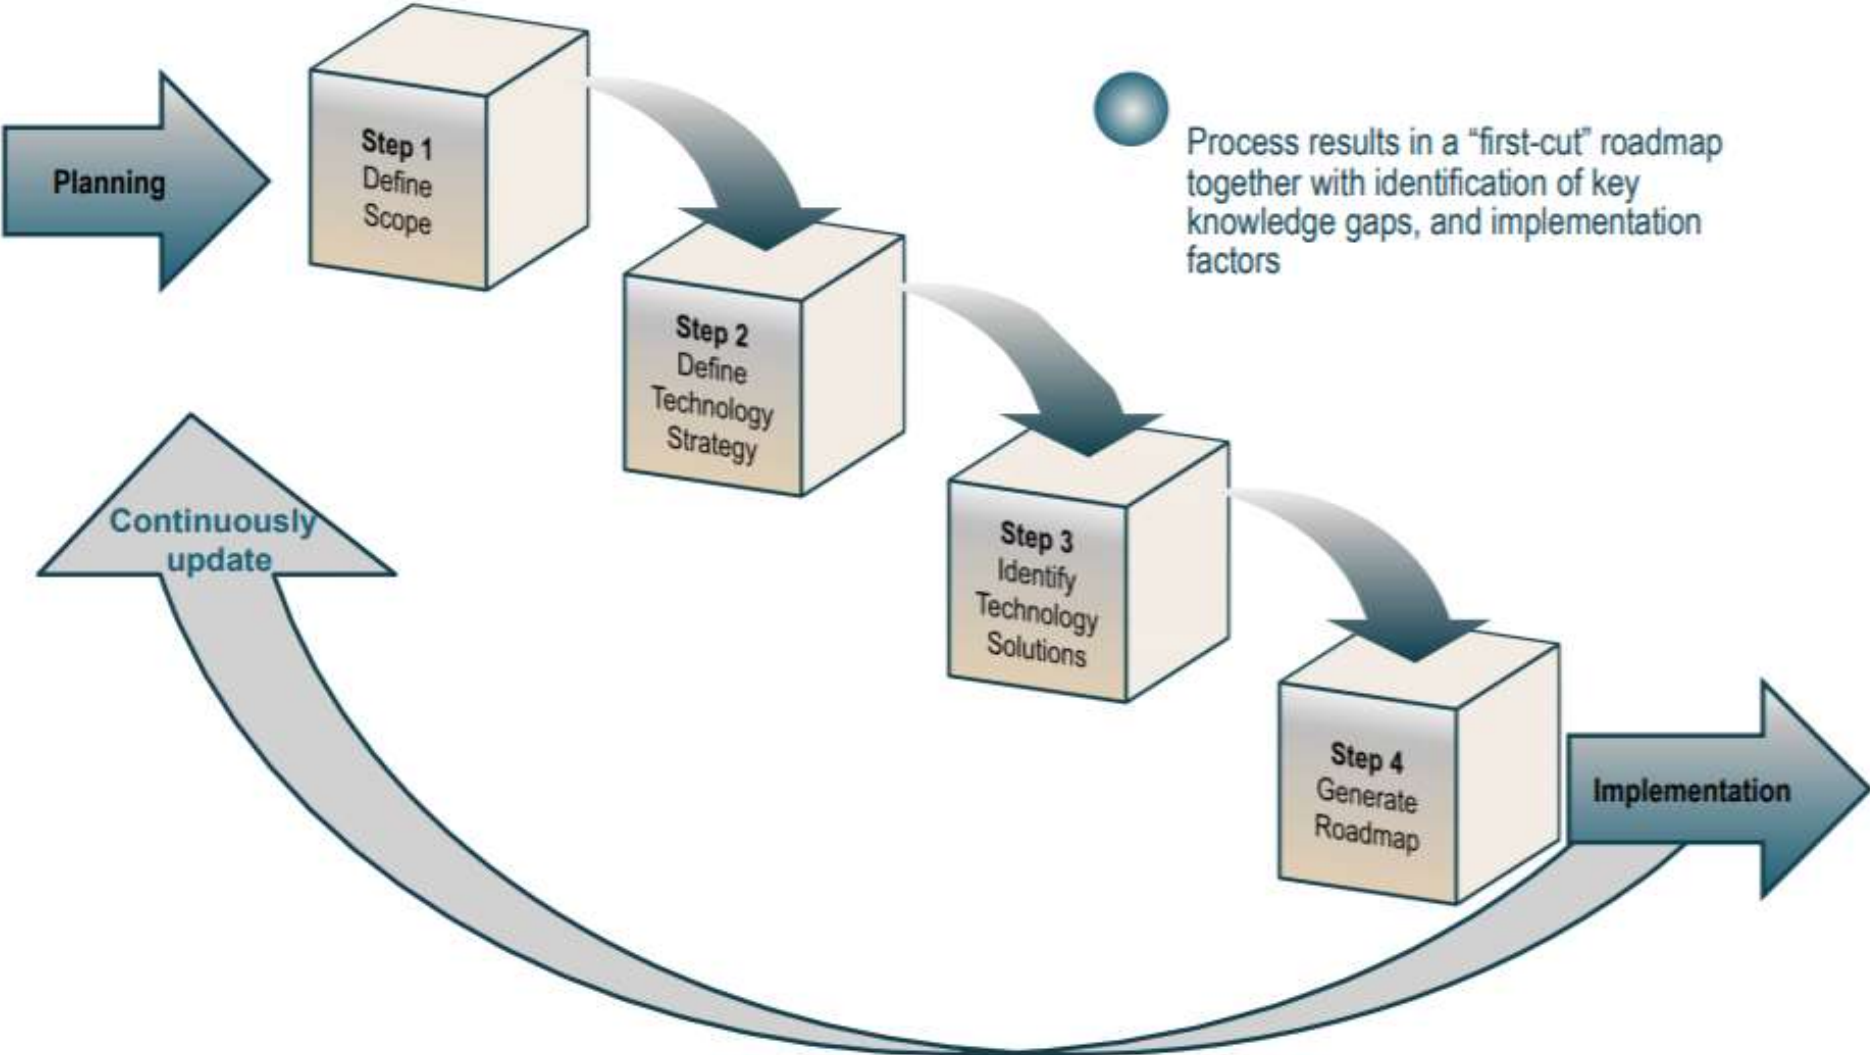 Planning
Step 1
Define
Scope
Process results in a “first-cut” roadmap
together with identification of key
knowledge gaps, and implementation
factors
Step 2
Define
Technology
Strategy
Continuously
update
Step 3
Identify
Technology
Solutions
Step 4
Generate
Roadmap
Implementation